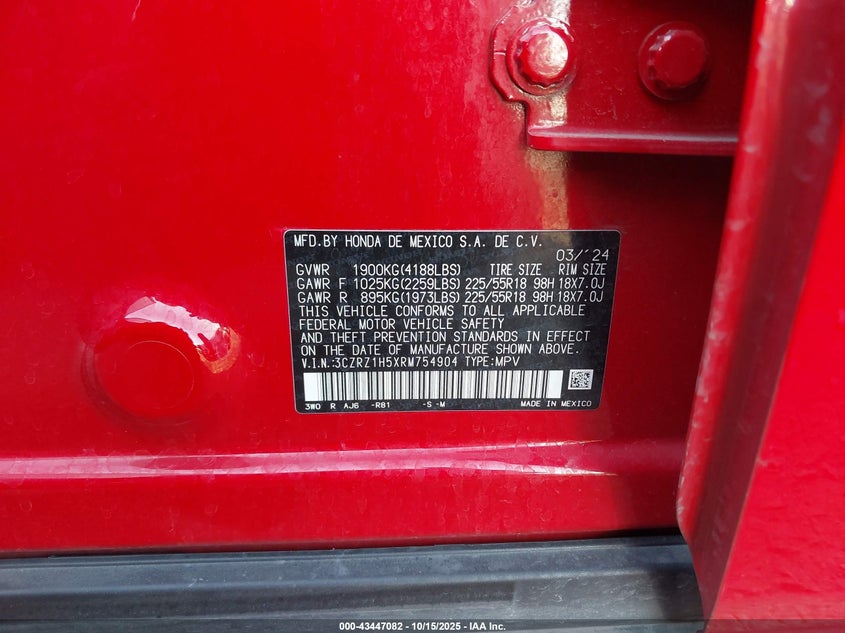 MFD.BY HONDA DE MEXICO S.A. DE C.V.
03/'24
GVWR 1900KG(4188LBS) TIRE SIZE RIM SIZE
GAWR F 1025KG(2259LBS) 225/55R18 98H 18X7.0J
GAWR R 895KG(1973LBS) 225/55R18 98H 18X7.0J
THIS VEHICLE CONFORMS TO ALL APPLICABLE
FEDERAL MOTOR VEHICLE SAFETY
AND THEFT PREVENTION STANDARDS IN EFFECT
ON THE DATE OF MANUFACTURE SHOWN ABOVE.
V.I.N.:3CZRZ1H5XRM754904 TYPE:MPV
3W0 R AJ6 -R81 -S -M MADE IN MEXICO
000-43447082 - 10/15/2025 - IAA Inc.